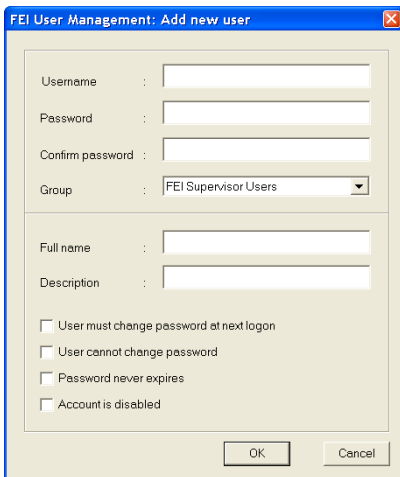 FEI User Management: Add new user
Username :
Password :
Confirm password :
Group : FEI Supervisor Users
Full name :
Description :
User must change password at next logon
User cannot change password
Password never expires
Account is disabled
OK Cancel